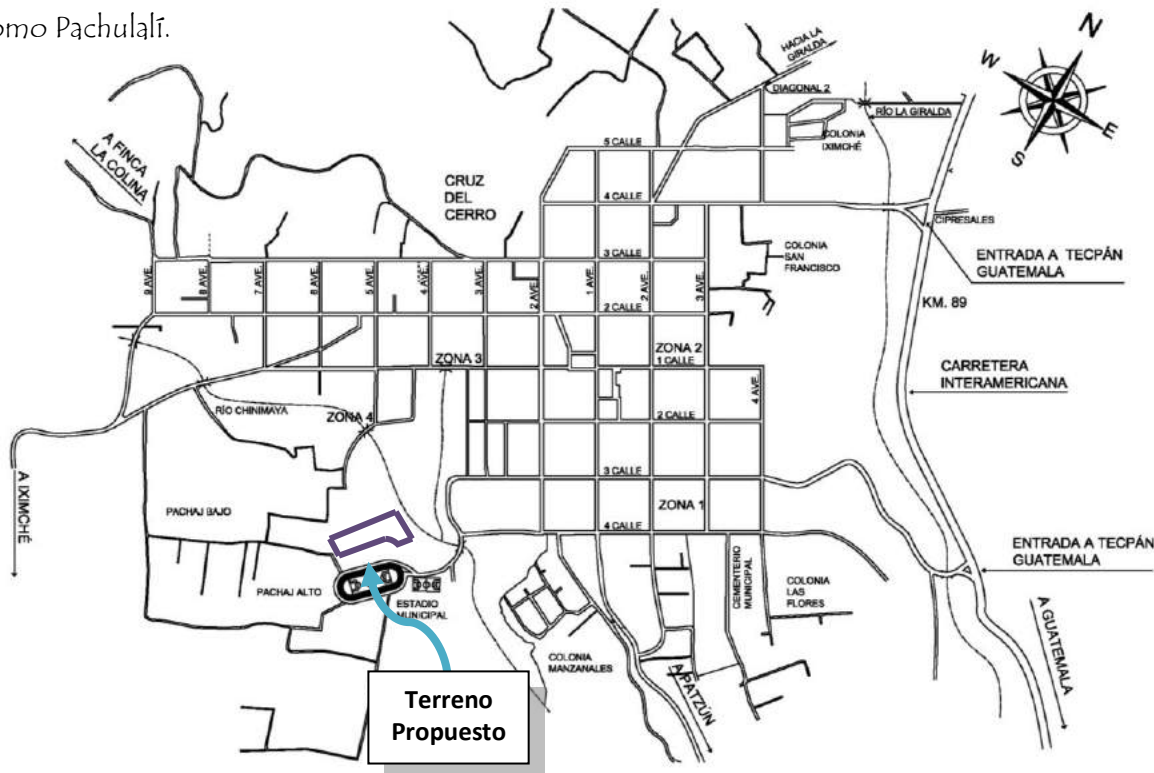 omo Pachulalí.
N
W
E
S
HACIA LA
GIRALDA
DIAGONAL 2
RÍO LA GIRALDA
COLONIA
IXIMCHÉ
5 CALLE
A FINCA
LA COLINA
CRUZ
DEL
CERRO
4 CALLE
CIPRESALES
3 CALLE
COLONIA
SAN
FRANCISCO
ENTRADA A TECPÁN
GUATEMALA
9 AVE.
8 AVE.
7 AVE.
6 AVE.
5 AVE.
4 AVE.
3 AVE.
2 AVE.
1 AVE.
2 AVE.
3 AVE.
2 CALLE
KM. 89
ZONA 3
ZONA 2
1 CALLE
CARRETERA
INTERAMERICANA
4 AVE.
RÍO CHINIMAYA
ZONA 4
2 CALLE
A IXIMCHÉ
3 CALLE
PACHAJ BAJO
ZONA 1
4 CALLE
ENTRADA A TECPÁN
GUATEMALA
PACHAJ ALTO
ESTADIO
MUNICIPAL
CEMENTERIO
MUNICIPAL
COLONIA
LAS
FLORES
A GUATEMALA
COLONIA
MANZANALES
A PATZÚN
Terreno
Propuesto